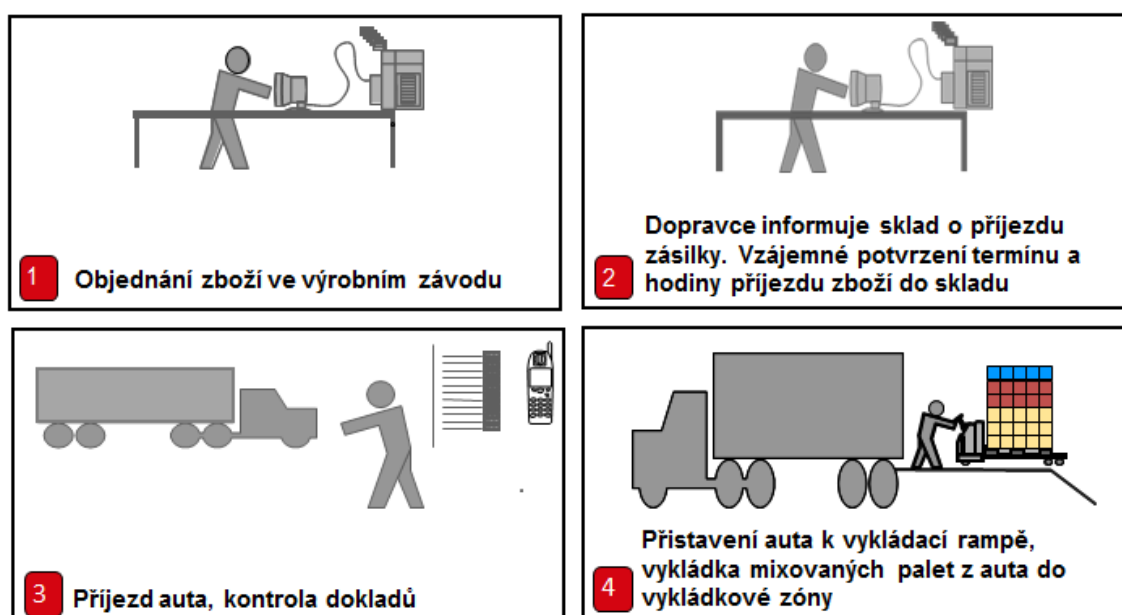 1 Objednání zboží ve výrobním závodu
Dopravce informuje sklad o příjezdu
zásilky. Vzájemné potvrzení termínu a
2 hodiny příjezdu zboží do skladu
3 Příjezd auta, kontrola dokladů
Přistavení auta k vykládací rampě,
vykládka mixovaných palet z auta do
4 vykládkové zóny